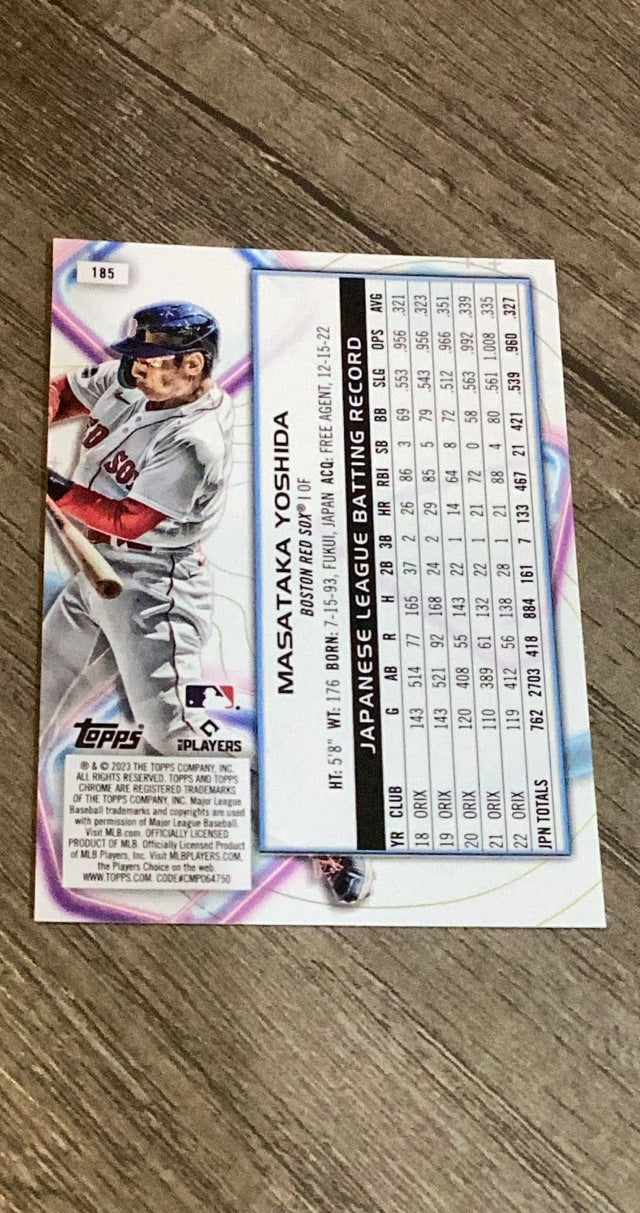 185
MASATAKA YOSHIDA
BOSTON RED SOX® | OF
HT: 5'8" WT: 176 BORN: 7-15-93, FUKUI, JAPAN ACQ: FREE AGENT, 12-15-22
JAPANESE LEAGUE BATTING RECORD
YR CLUB G AB R H 2B 3B HR RBI SB BB SLG OPS AVG
18 ORIX 143 514 77 165 37 2 26 86 3 69 .553 .956 .321
19 ORIX 143 521 92 168 24 2 29 85 5 79 .543 .956 .323
20 ORIX 120 408 55 143 22 1 14 64 8 72 .512 .966 .351
21 ORIX 110 389 61 132 22 1 21 72 0 58 .563 .992 .339
22 ORIX 119 412 56 138 28 1 21 88 4 80 .561 1.008 .335
JPN TOTALS 762 2703 418 884 161 7 133 467 21 421 .539 .960 .327
RED SOX
topps®
MLB PLAYERS
® & © 2023 THE TOPPS COMPANY, INC.
ALL RIGHTS RESERVED. TOPPS AND TOPPS
CHROME ARE REGISTERED TRADEMARKS
OF THE TOPPS COMPANY, INC. Major League
Baseball trademarks and copyrights are used
with permission of Major League Baseball.
Visit MLB.com. OFFICIALLY LICENSED
PRODUCT OF MLB. Officially Licensed Product
of MLB Players, Inc. Visit MLBPLAYERS.COM,
the Players Choice on the web.
WWW.TOPPS.COM. CODE#CMP064750